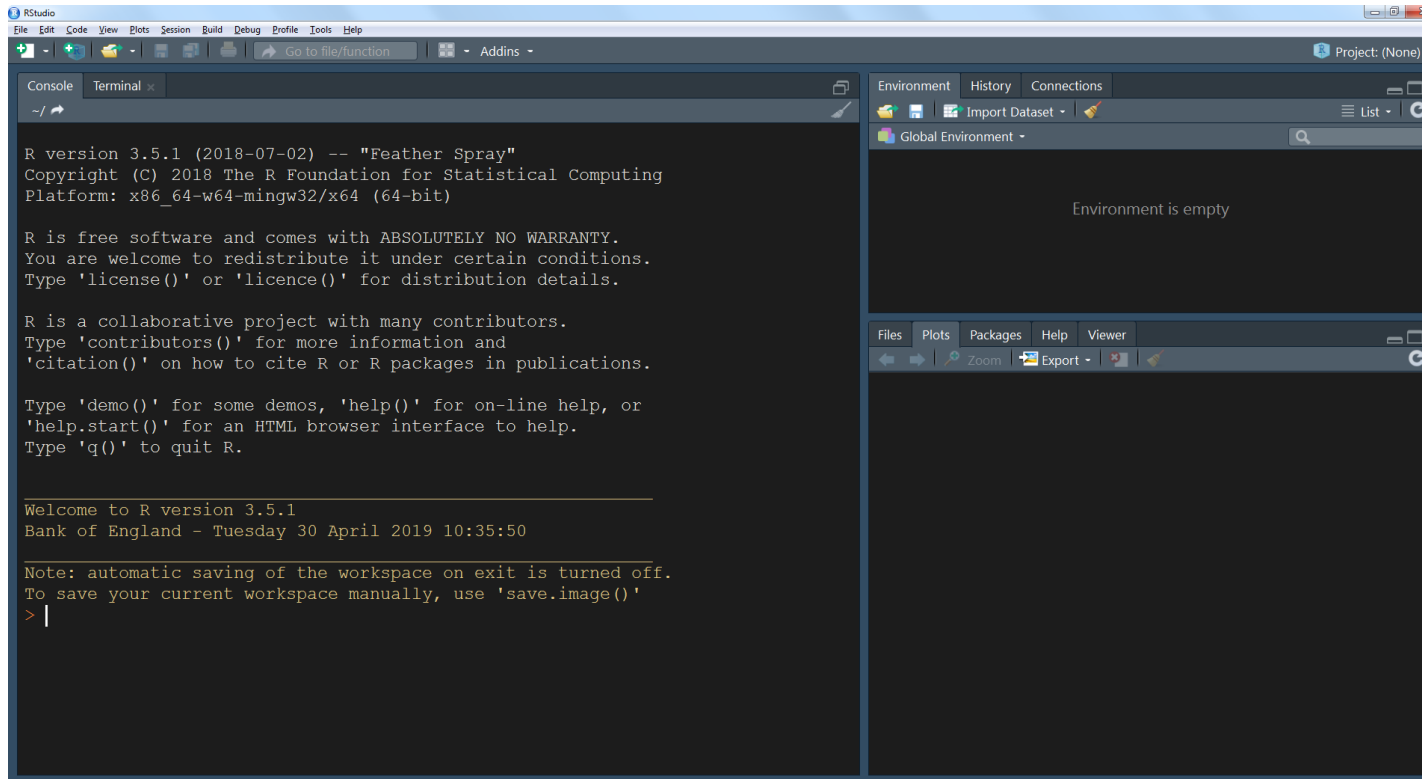 RStudio
File Edit Code View Plots Session Build Debug Profile Tools Help
Go to file/function Addins Project: (None)
Console Terminal
~/
R version 3.5.1 (2018-07-02) -- "Feather Spray"
Copyright (C) 2018 The R Foundation for Statistical Computing
Platform: x86_64-w64-mingw32/x64 (64-bit)
R is free software and comes with ABSOLUTELY NO WARRANTY.
You are welcome to redistribute it under certain conditions.
Type 'license()' or 'licence()' for distribution details.
R is a collaborative project with many contributors.
Type 'contributors()' for more information and
'citation()' on how to cite R or R packages in publications.
Type 'demo()' for some demos, 'help()' for on-line help, or
'help.start()' for an HTML browser interface to help.
Type 'q()' to quit R.
Welcome to R version 3.5.1
Bank of England - Tuesday 30 April 2019 10:35:50
Note: automatic saving of the workspace on exit is turned off.
To save your current workspace manually, use 'save.image()'
>
Environment History Connections
Import Dataset List
Global Environment
Environment is empty
Files Plots Packages Help Viewer
Zoom Export